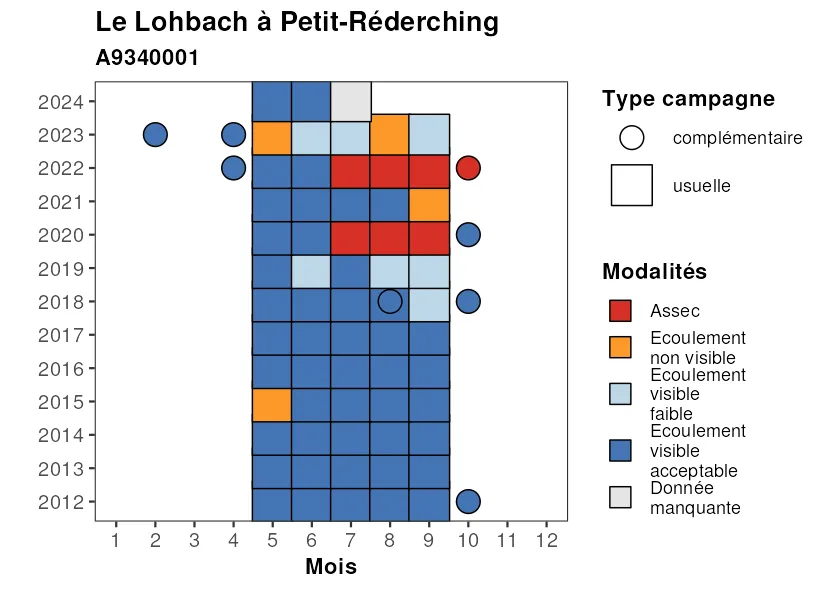 Le Lohbach à Petit-Réderching
A9340001
2024
2023
2022
2021
2020
2019
2018
2017
2016
2015
2014
2013
2012
1 2 3 4 5 6 7 8 9 10 11 12
Mois
Type campagne
complémentaire
usuelle
Modalités
Assec
Ecoulement
non visible
Ecoulement
visible
faible
Ecoulement
visible
acceptable
Donnée
manquante